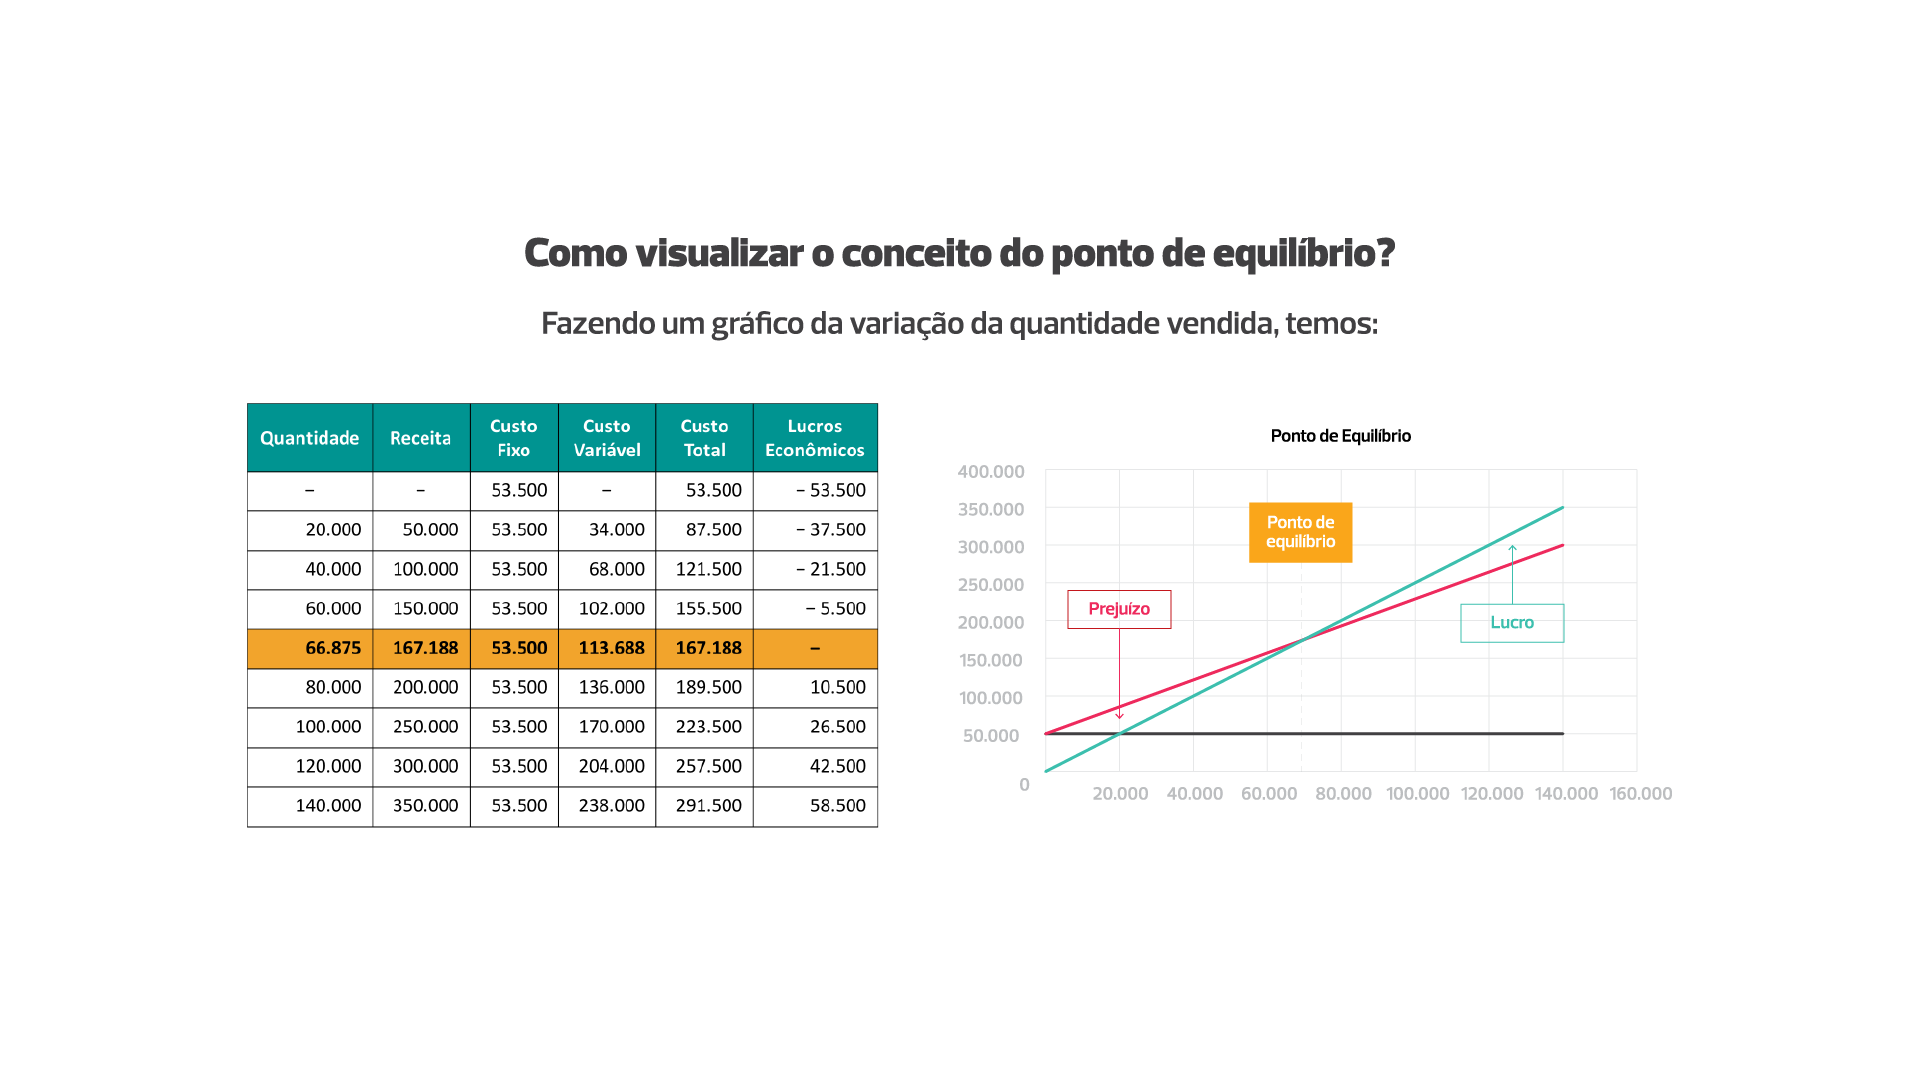 Como visualizar o conceito do ponto de equilíbrio?
Fazendo um gráfico da variação da quantidade vendida, temos:
Quantidade Receita Custo Fixo Custo Variável Custo Total Lucros Econômicos
– – 53.500 – 53.500 – 53.500
20.000 50.000 53.500 34.000 87.500 – 37.500
40.000 100.000 53.500 68.000 121.500 – 21.500
60.000 150.000 53.500 102.000 155.500 – 5.500
66.875 167.188 53.500 113.688 167.188 –
80.000 200.000 53.500 136.000 189.500 10.500
100.000 250.000 53.500 170.000 223.500 26.500
120.000 300.000 53.500 204.000 257.500 42.500
140.000 350.000 53.500 238.000 291.500 58.500
Ponto de Equilíbrio
400.000
350.000
300.000
250.000
200.000
150.000
100.000
50.000
0
Ponto de
equilíbrio
Prejuízo
Lucro
20.000 40.000 60.000 80.000 100.000 120.000 140.000 160.000